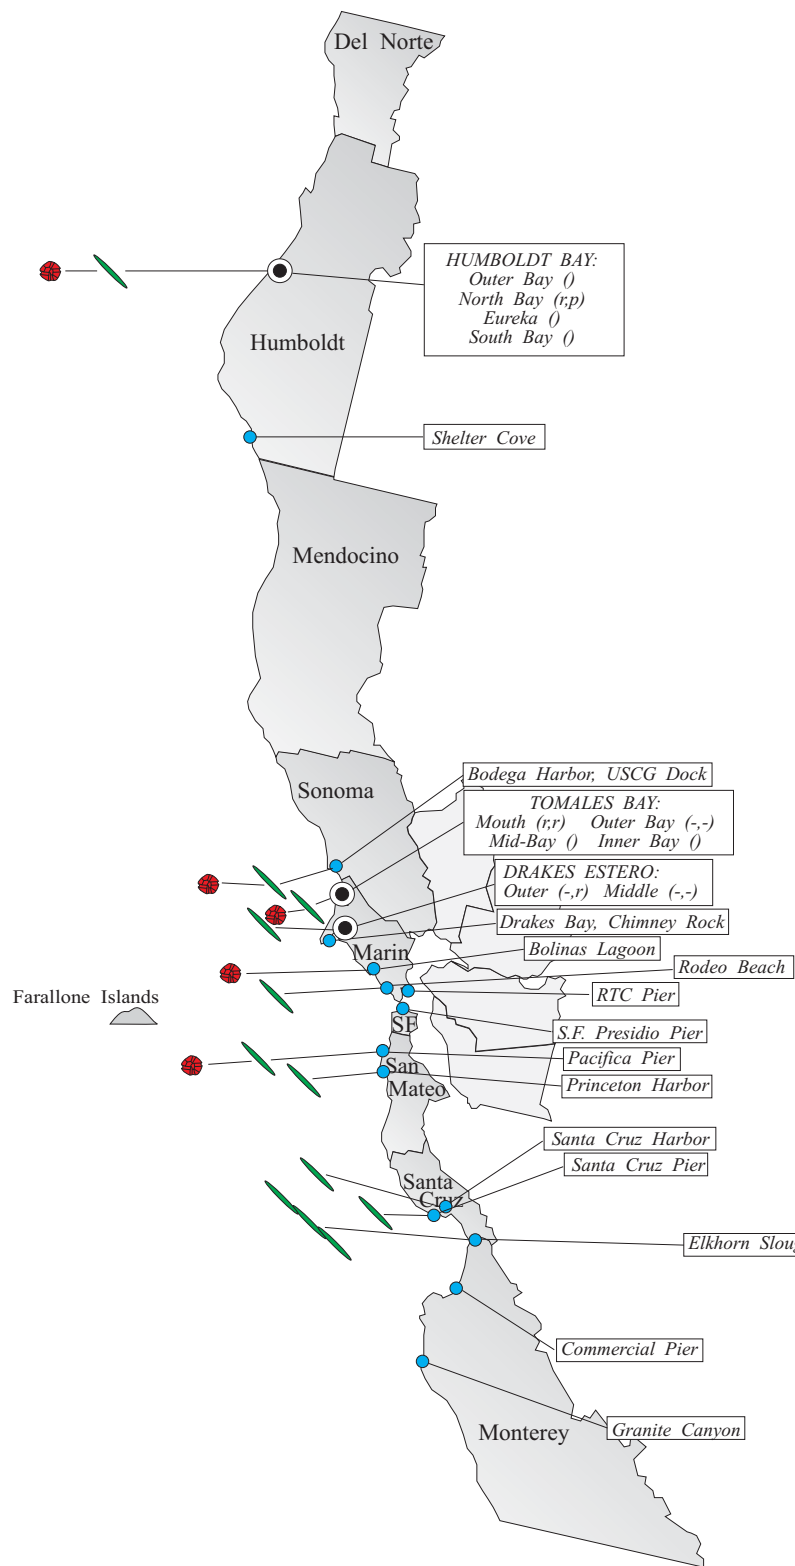 Del Norte
HUMBOLDT BAY:
Outer Bay ()
North Bay (r,p)
Eureka ()
South Bay ()
Humboldt
Shelter Cove
Mendocino
Bodega Harbor, USCG Dock
Sonoma
TOMALES BAY:
Mouth (r,r) Outer Bay (-,-)
Mid-Bay () Inner Bay ()
DRAKES ESTERO:
Outer (-,r) Middle (-,-)
Drakes Bay, Chimney Rock
Marin
Bolinas Lagoon
Rodeo Beach
Farallone Islands
RTC Pier
SF
S.F. Presidio Pier
Pacifica Pier
San
Mateo
Princeton Harbor
Santa Cruz Harbor
Santa Cruz Pier
Santa
Cruz
Elkhorn Sloug
Commercial Pier
Granite Canyon
Monterey